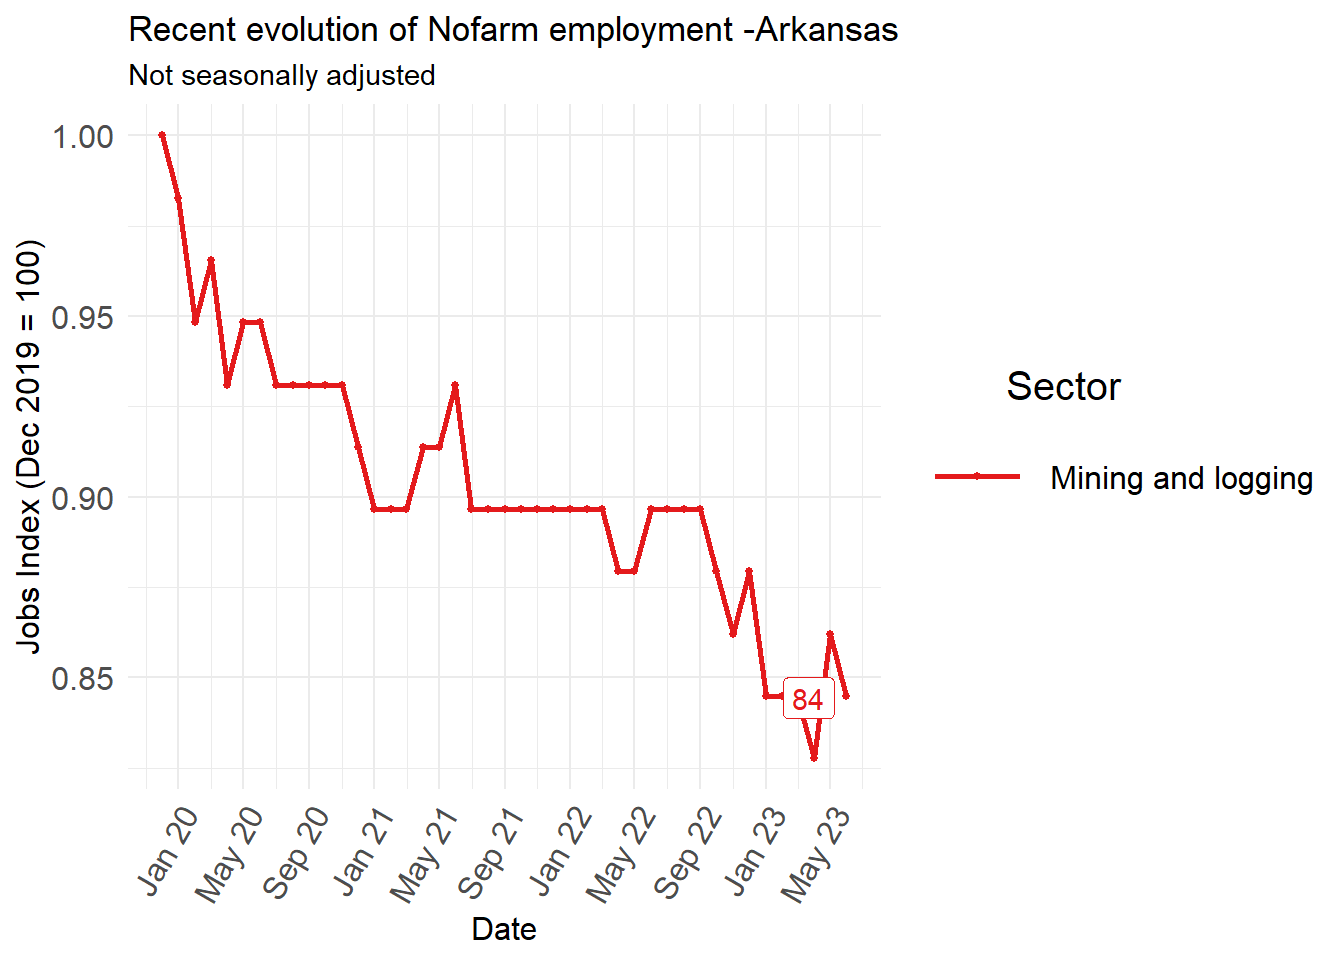 Recent evolution of Nofarm employment -Arkansas
Not seasonally adjusted
1.00
0.95
0.90
0.85
Jobs Index (Dec 2019 = 100)
84
Jan 20
May 20
Sep 20
Jan 21
May 21
Sep 21
Jan 22
May 22
Sep 22
Jan 23
May 23
Date
Sector
Mining and logging